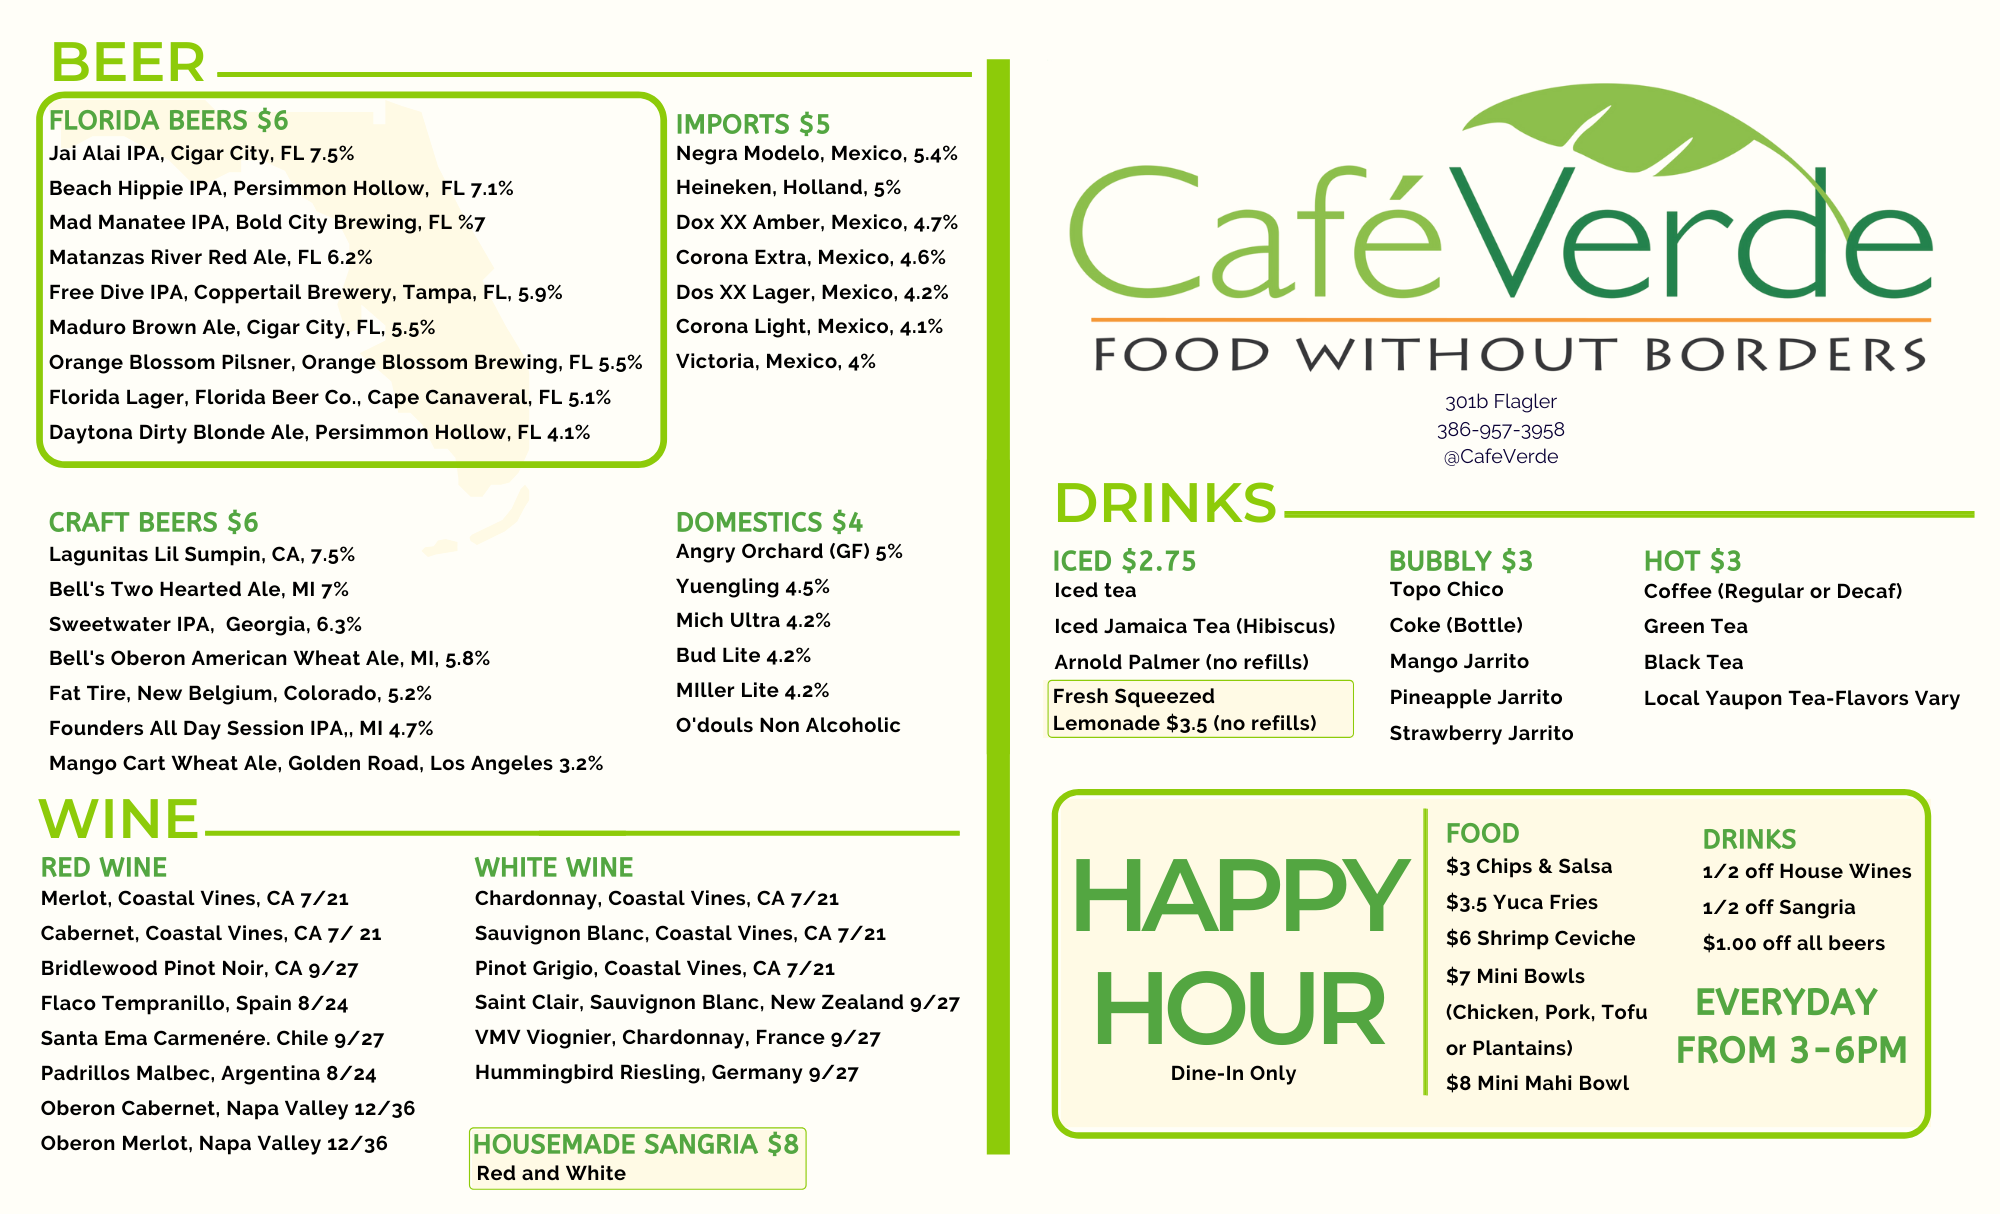 BEER
FLORIDA BEERS $6
Jai Alai IPA, Cigar City, FL 7.5%
Beach Hippie IPA, Persimmon Hollow,  FL 7.1%
Mad Manatee IPA, Bold City Brewing, FL %7
Matanzas River Red Ale, FL 6.2%
Free Dive IPA, Coppertail Brewery, Tampa, FL, 5.9%
Maduro Brown Ale, Cigar City, FL, 5.5%
Orange Blossom Pilsner, Orange Blossom Brewing, FL 5.5%
Florida Lager, Florida Beer Co., Cape Canaveral, FL 5.1%
Daytona Dirty Blonde Ale, Persimmon Hollow, FL 4.1%
IMPORTS $5
Negra Modelo, Mexico, 5.4%
Heineken, Holland, 5%
Dox XX Amber, Mexico, 4.7%
Corona Extra, Mexico, 4.6%
Dos XX Lager, Mexico, 4.2%
Corona Light, Mexico, 4.1%
Victoria, Mexico, 4%
CRAFT BEERS $6
Lagunitas Lil Sumpin, CA, 7.5%
Bell's Two Hearted Ale, MI 7%
Sweetwater IPA,  Georgia, 6.3%
Bell's Oberon American Wheat Ale, MI, 5.8%
Fat Tire, New Belgium, Colorado, 5.2%
Founders All Day Session IPA,, MI 4.7%
Mango Cart Wheat Ale, Golden Road, Los Angeles 3.2%
DOMESTICS $4
Angry Orchard (GF) 5%
Yuengling 4.5%
Mich Ultra 4.2%
Bud Lite 4.2%
MIller Lite 4.2%
O'douls Non Alcoholic
WINE
RED WINE
Merlot, Coastal Vines, CA 7/21
Cabernet, Coastal Vines, CA 7/ 21
Bridlewood Pinot Noir, CA 9/27
Flaco Tempranillo, Spain 8/24
Santa Ema Carmenére. Chile 9/27
Padrillos Malbec, Argentina 8/24
Oberon Cabernet, Napa Valley 12/36
Oberon Merlot, Napa Valley 12/36
WHITE WINE
Chardonnay, Coastal Vines, CA 7/21
Sauvignon Blanc, Coastal Vines, CA 7/21
Pinot Grigio, Coastal Vines, CA 7/21
Saint Clair, Sauvignon Blanc, New Zealand 9/27
VMV Viognier, Chardonnay, France 9/27
Hummingbird Riesling, Germany 9/27
HOUSEMADE SANGRIA $8
Red and White
CaféVerde
FOOD WITHOUT BORDERS
301b Flagler
386-957-3958
@CafeVerde
DRINKS
ICED $2.75
Iced tea
Iced Jamaica Tea (Hibiscus)
Arnold Palmer (no refills)
Fresh Squeezed
Lemonade $3.5 (no refills)
BUBBLY $3
Topo Chico
Coke (Bottle)
Mango Jarrito
Pineapple Jarrito
Strawberry Jarrito
HOT $3
Coffee (Regular or Decaf)
Green Tea
Black Tea
Local Yaupon Tea-Flavors Vary
HAPPY
HOUR
Dine-In Only
FOOD
$3 Chips & Salsa
$3.5 Yuca Fries
$6 Shrimp Ceviche
$7 Mini Bowls
(Chicken, Pork, Tofu
or Plantains)
$8 Mini Mahi Bowl
DRINKS
1/2 off House Wines
1/2 off Sangria
$1.00 off all beers
EVERYDAY
FROM 3-6PM